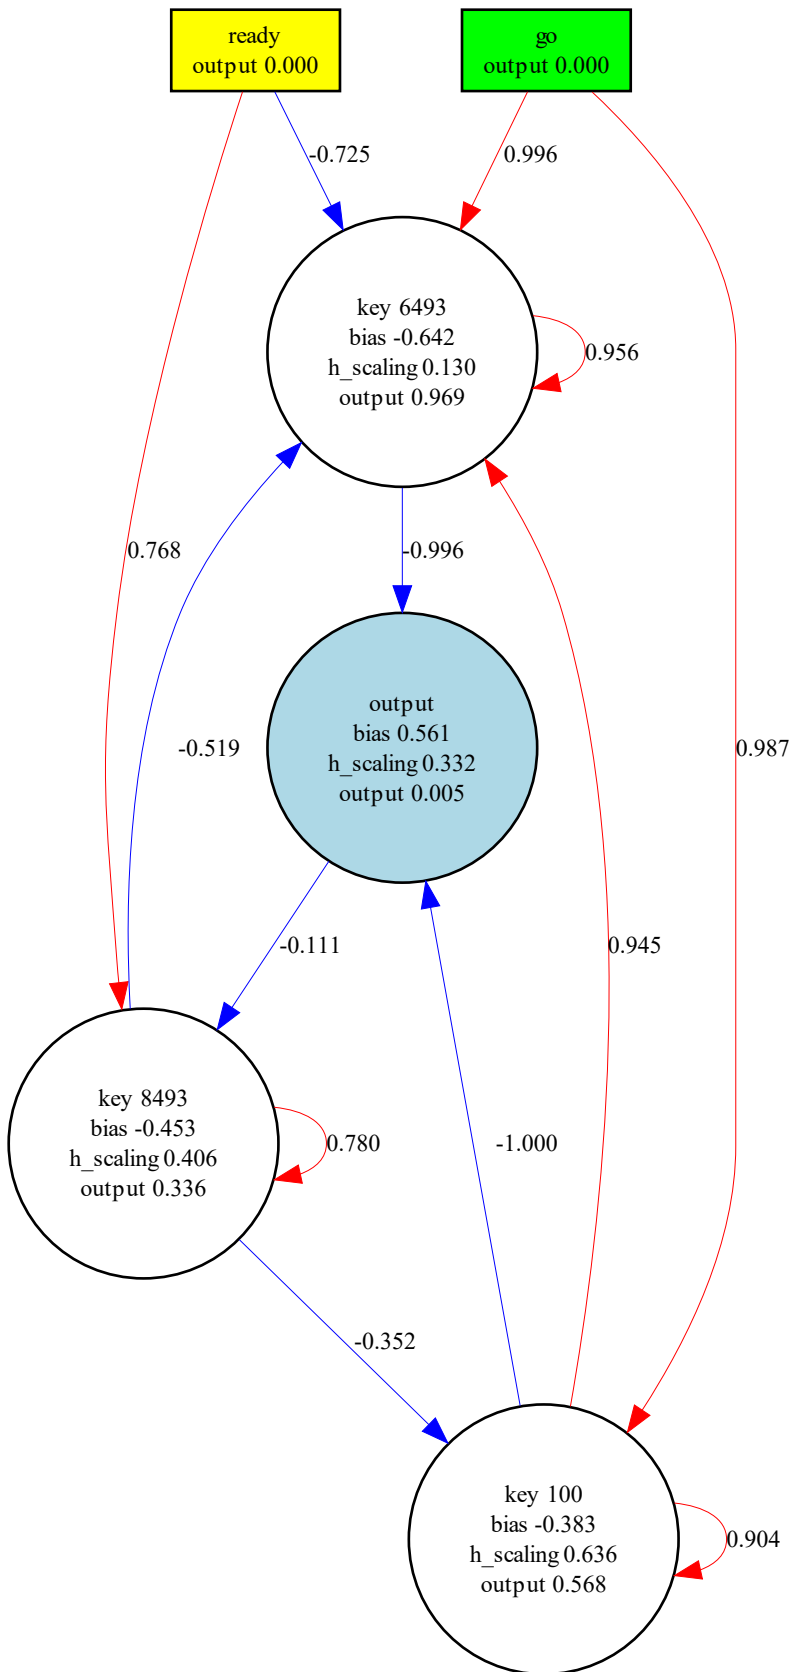 ready
output 0.000
go
output 0.000
-0.725
0.996
key 6493
bias -0.642
h_scaling 0.130
output 0.969
0.956
0.768
-0.996
output
bias 0.561
h_scaling 0.332
output 0.005
-0.519
0.987
-0.111
0.945
key 8493
bias -0.453
h_scaling 0.406
output 0.336
0.780
-1.000
-0.352
key 100
bias -0.383
h_scaling 0.636
output 0.568
0.904